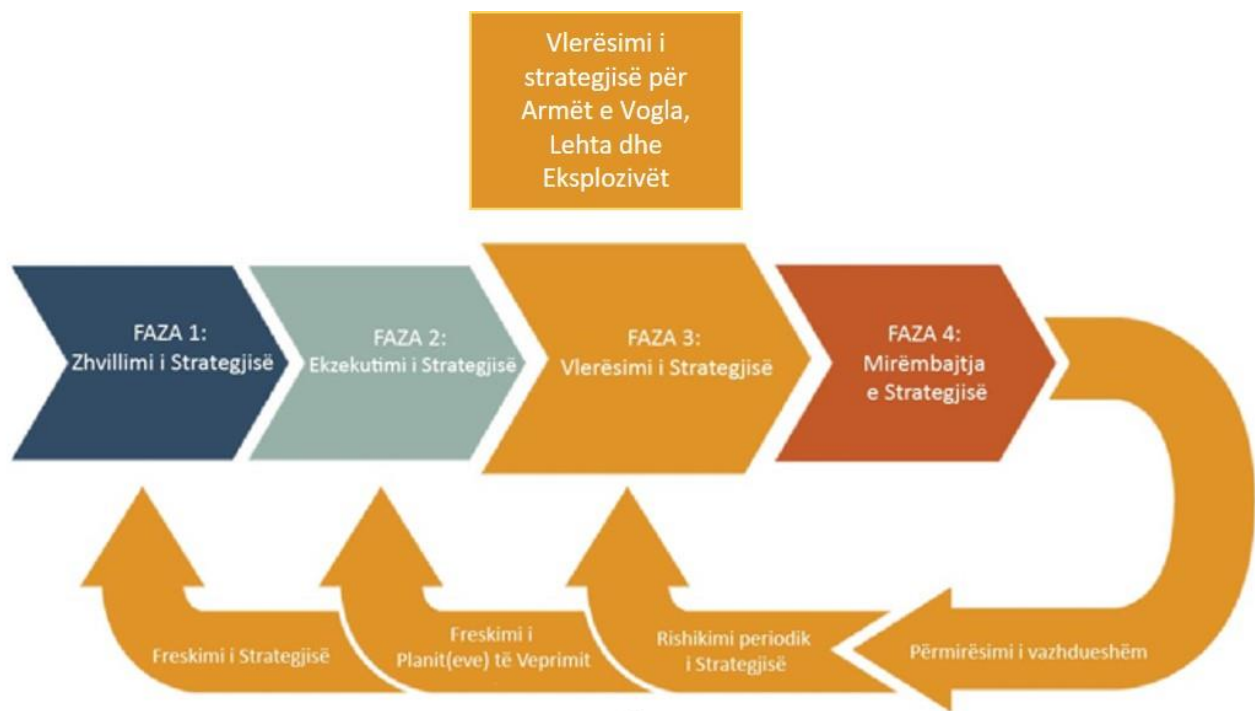 Vlerësimi i
strategjisë për
Armët e Vogla,
Lehta dhe
Eksplozivët
FAZA 1:
Zhvillimi i Strategjisë
FAZA 2:
Ekzekutimi i Strategjisë
FAZA 3:
Vlerësimi i Strategjisë
FAZA 4:
Mirëmbajtja
e Strategjisë
Freskimi i Strategjisë
Freskimi i
Planit(eve) të Veprimit
Rishikimi periodik
i Strategjisë
Përmirësimi i vazhdueshëm